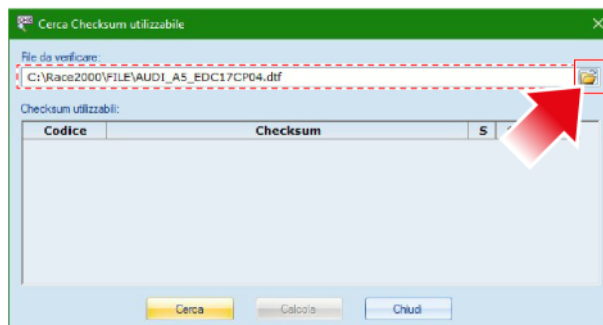 Cerca Checksum utilizzabile
File da verificare:
C:\Race2000\FILE\AUDI_A5_EDC17CP04.dtf
Checksum utilizzabili:
Codice Checksum S
Cerca Calcola Chiudi